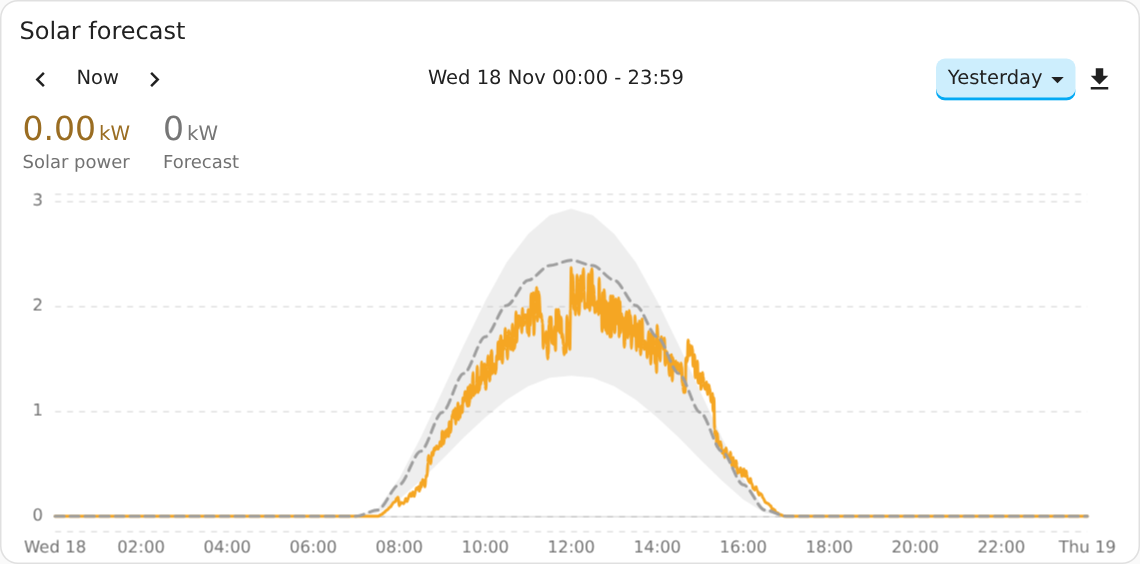 Solar forecast
Now
Wed 18 Nov 00:00 - 23:59
Yesterday
0.00 kW
0 kW
Solar power
Forecast
3
2
1
0
Wed 18 02:00 04:00 06:00 08:00 10:00 12:00 14:00 16:00 18:00 20:00 22:00 Thu 19